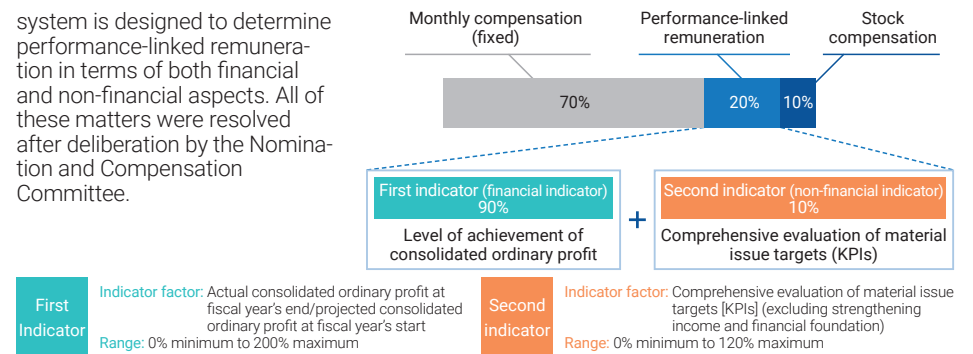 system is designed to determine
performance-linked remunera-
tion in terms of both financial
and non-financial aspects. All of
these matters were resolved
after deliberation by the Nomina-
tion and Compensation
Committee.
Monthly compensation
(fixed)
Performance-linked
remuneration
Stock
compensation
70%
20%
10%
First indicator (financial indicator)
90%
Level of achievement of
consolidated ordinary profit
+
Second indicator (non-financial indicator)
10%
Comprehensive evaluation of material
issue targets (KPIs)
First
Indicator
Indicator factor: Actual consolidated ordinary profit at
fiscal year's end/projected consolidated
ordinary profit at fiscal year's start
Range: 0% minimum to 200% maximum
Second
indicator
Indicator factor: Comprehensive evaluation of material issue
targets [KPIs] (excluding strengthening
income and financial foundation)
Range: 0% minimum to 120% maximum